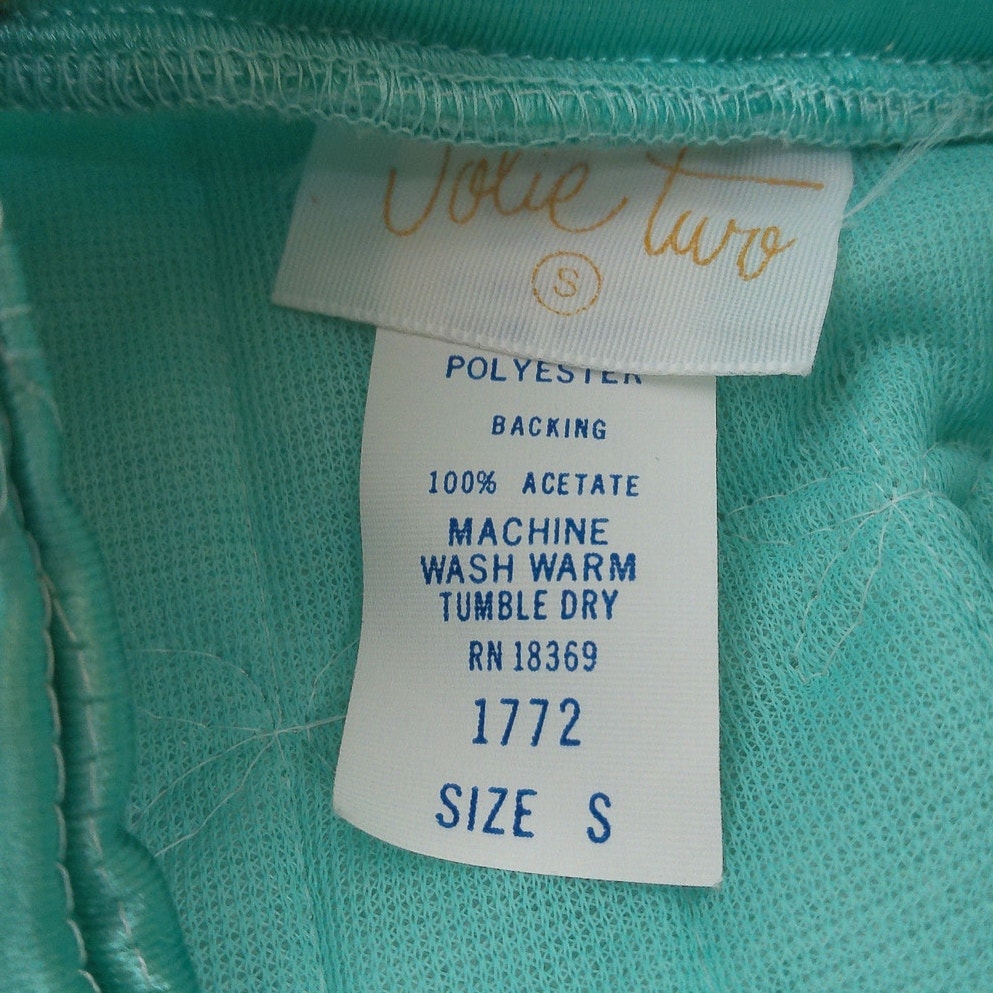 Jolie Two
S
POLYESTER
BACKING
100% ACETATE
MACHINE
WASH WARM
TUMBLE DRY
RN 18369
1772
SIZE S